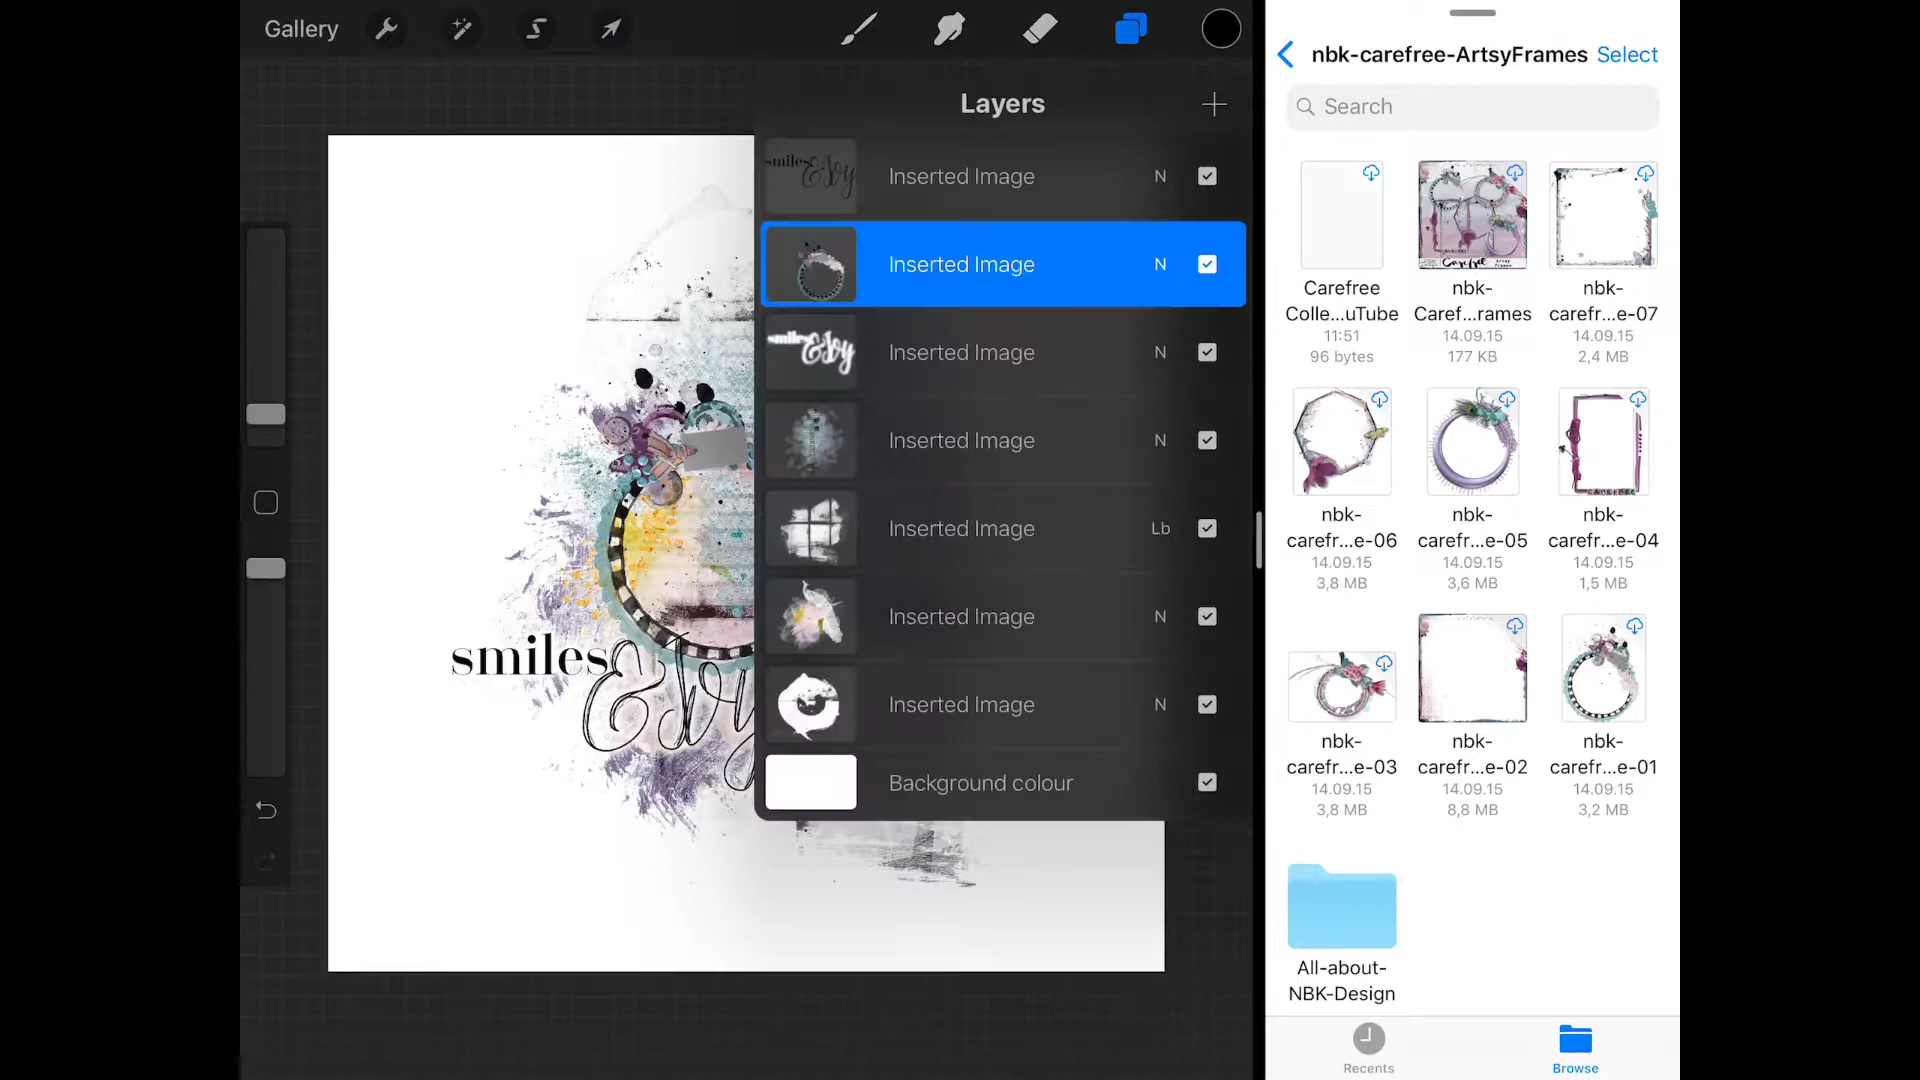 Gallery
Layers
Inserted Image N
Inserted Image N
Inserted Image N
Inserted Image N
Inserted Image Lb
Inserted Image N
Inserted Image N
Background colour
smiles
& Joy
smiles & Joy
smiles & Joy
nbk-carefree-ArtsyFrames Select
Search
Carefree
Colle...uTube
11:51
96 bytes
nbk-
Caref...rames
14.09.15
177 KB
nbk-
carefr...e-07
14.09.15
2,4 MB
nbk-
carefr...e-06
14.09.15
3,8 MB
nbk-
carefr...e-05
14.09.15
3,6 MB
nbk-
carefr...e-04
14.09.15
1,5 MB
nbk-
carefr...e-03
14.09.15
3,8 MB
nbk-
carefr...e-02
14.09.15
8,8 MB
nbk-
carefr...e-01
14.09.15
3,2 MB
All-about-
NBK-Design
Recents
Browse